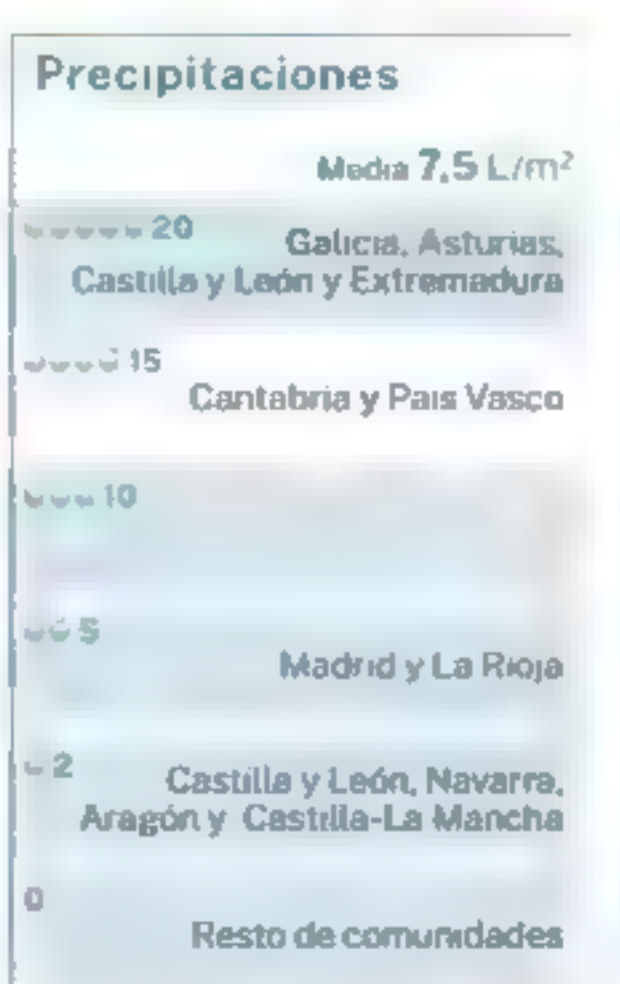 Precipitaciones
Media 7,5 L/m²
20
Galicia, Asturias,
Castilla y León y Extremadura
15
Cantabria y País Vasco
10
5
Madrid y La Rioja
2
Castilla y León, Navarra,
Aragón y Castilla-La Mancha
0
Resto de comunidades